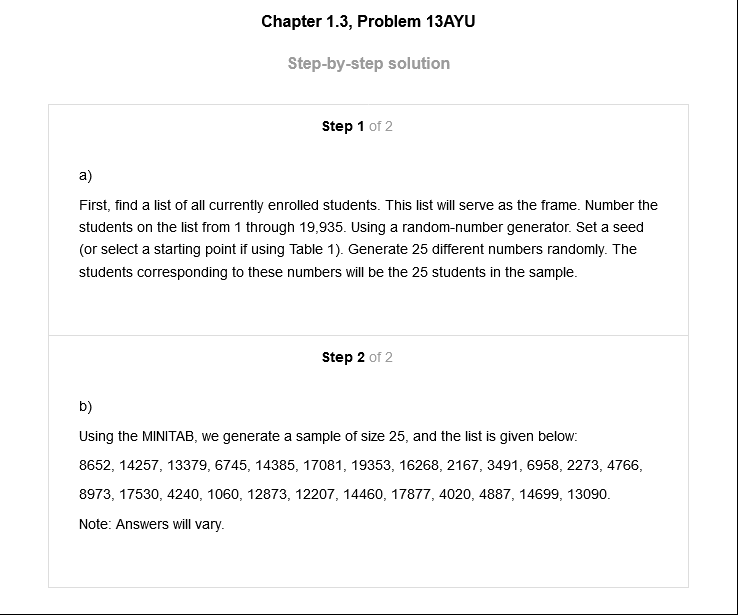 Chapter 1.3, Problem 13AYU
Step-by-step solution
Step 1 of 2
a)
First, find a list of all currently enrolled students. This list will serve as the frame. Number the
students on the list from 1 through 19,935. Using a random-number generator. Set a seed
(or select a starting point if using Table 1). Generate 25 different numbers randomly. The
students corresponding to these numbers will be the 25 students in the sample.
Step 2 of 2
b)
Using the MINITAB, we generate a sample of size 25, and the list is given below:
8652, 14257, 13379, 6745, 14385, 17081, 19353, 16268, 2167, 3491, 6958, 2273, 4766,
8973, 17530, 4240, 1060, 12873, 12207, 14460, 17877, 4020, 4887, 14699, 13090.
Note: Answers will vary.